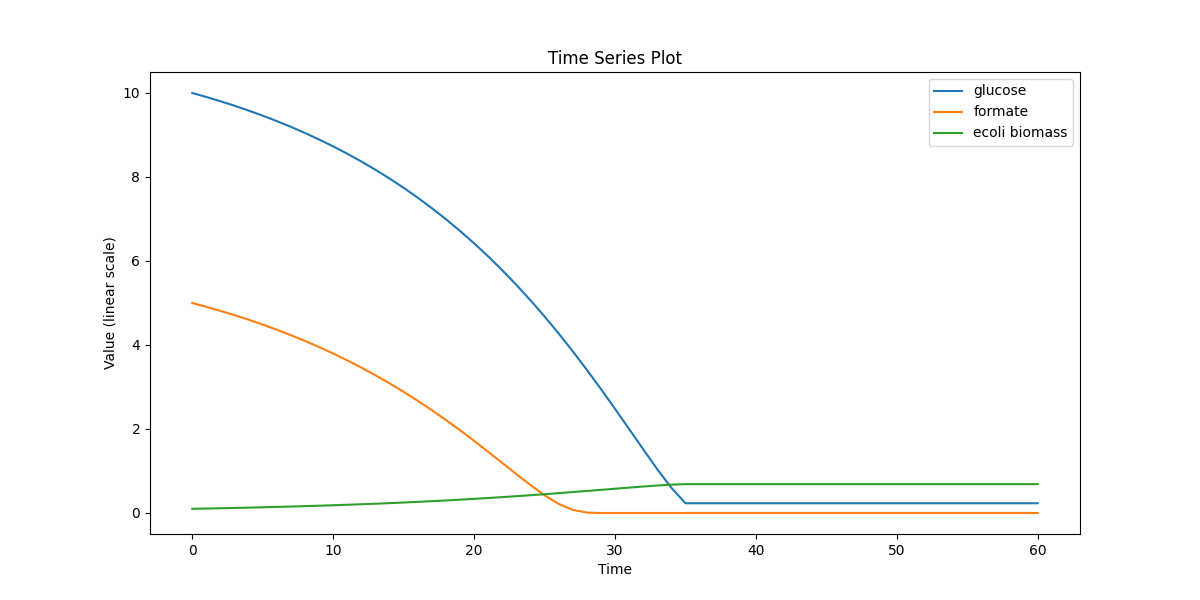 Time Series Plot
glucose
formate
ecoli biomass
Value (linear scale)
10
8
6
4
2
0
0 10 20 30 40 50 60
Time